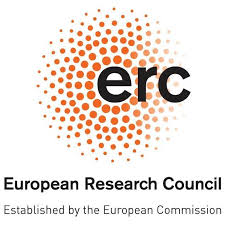 erc
European Research Council
Established by the European Commission